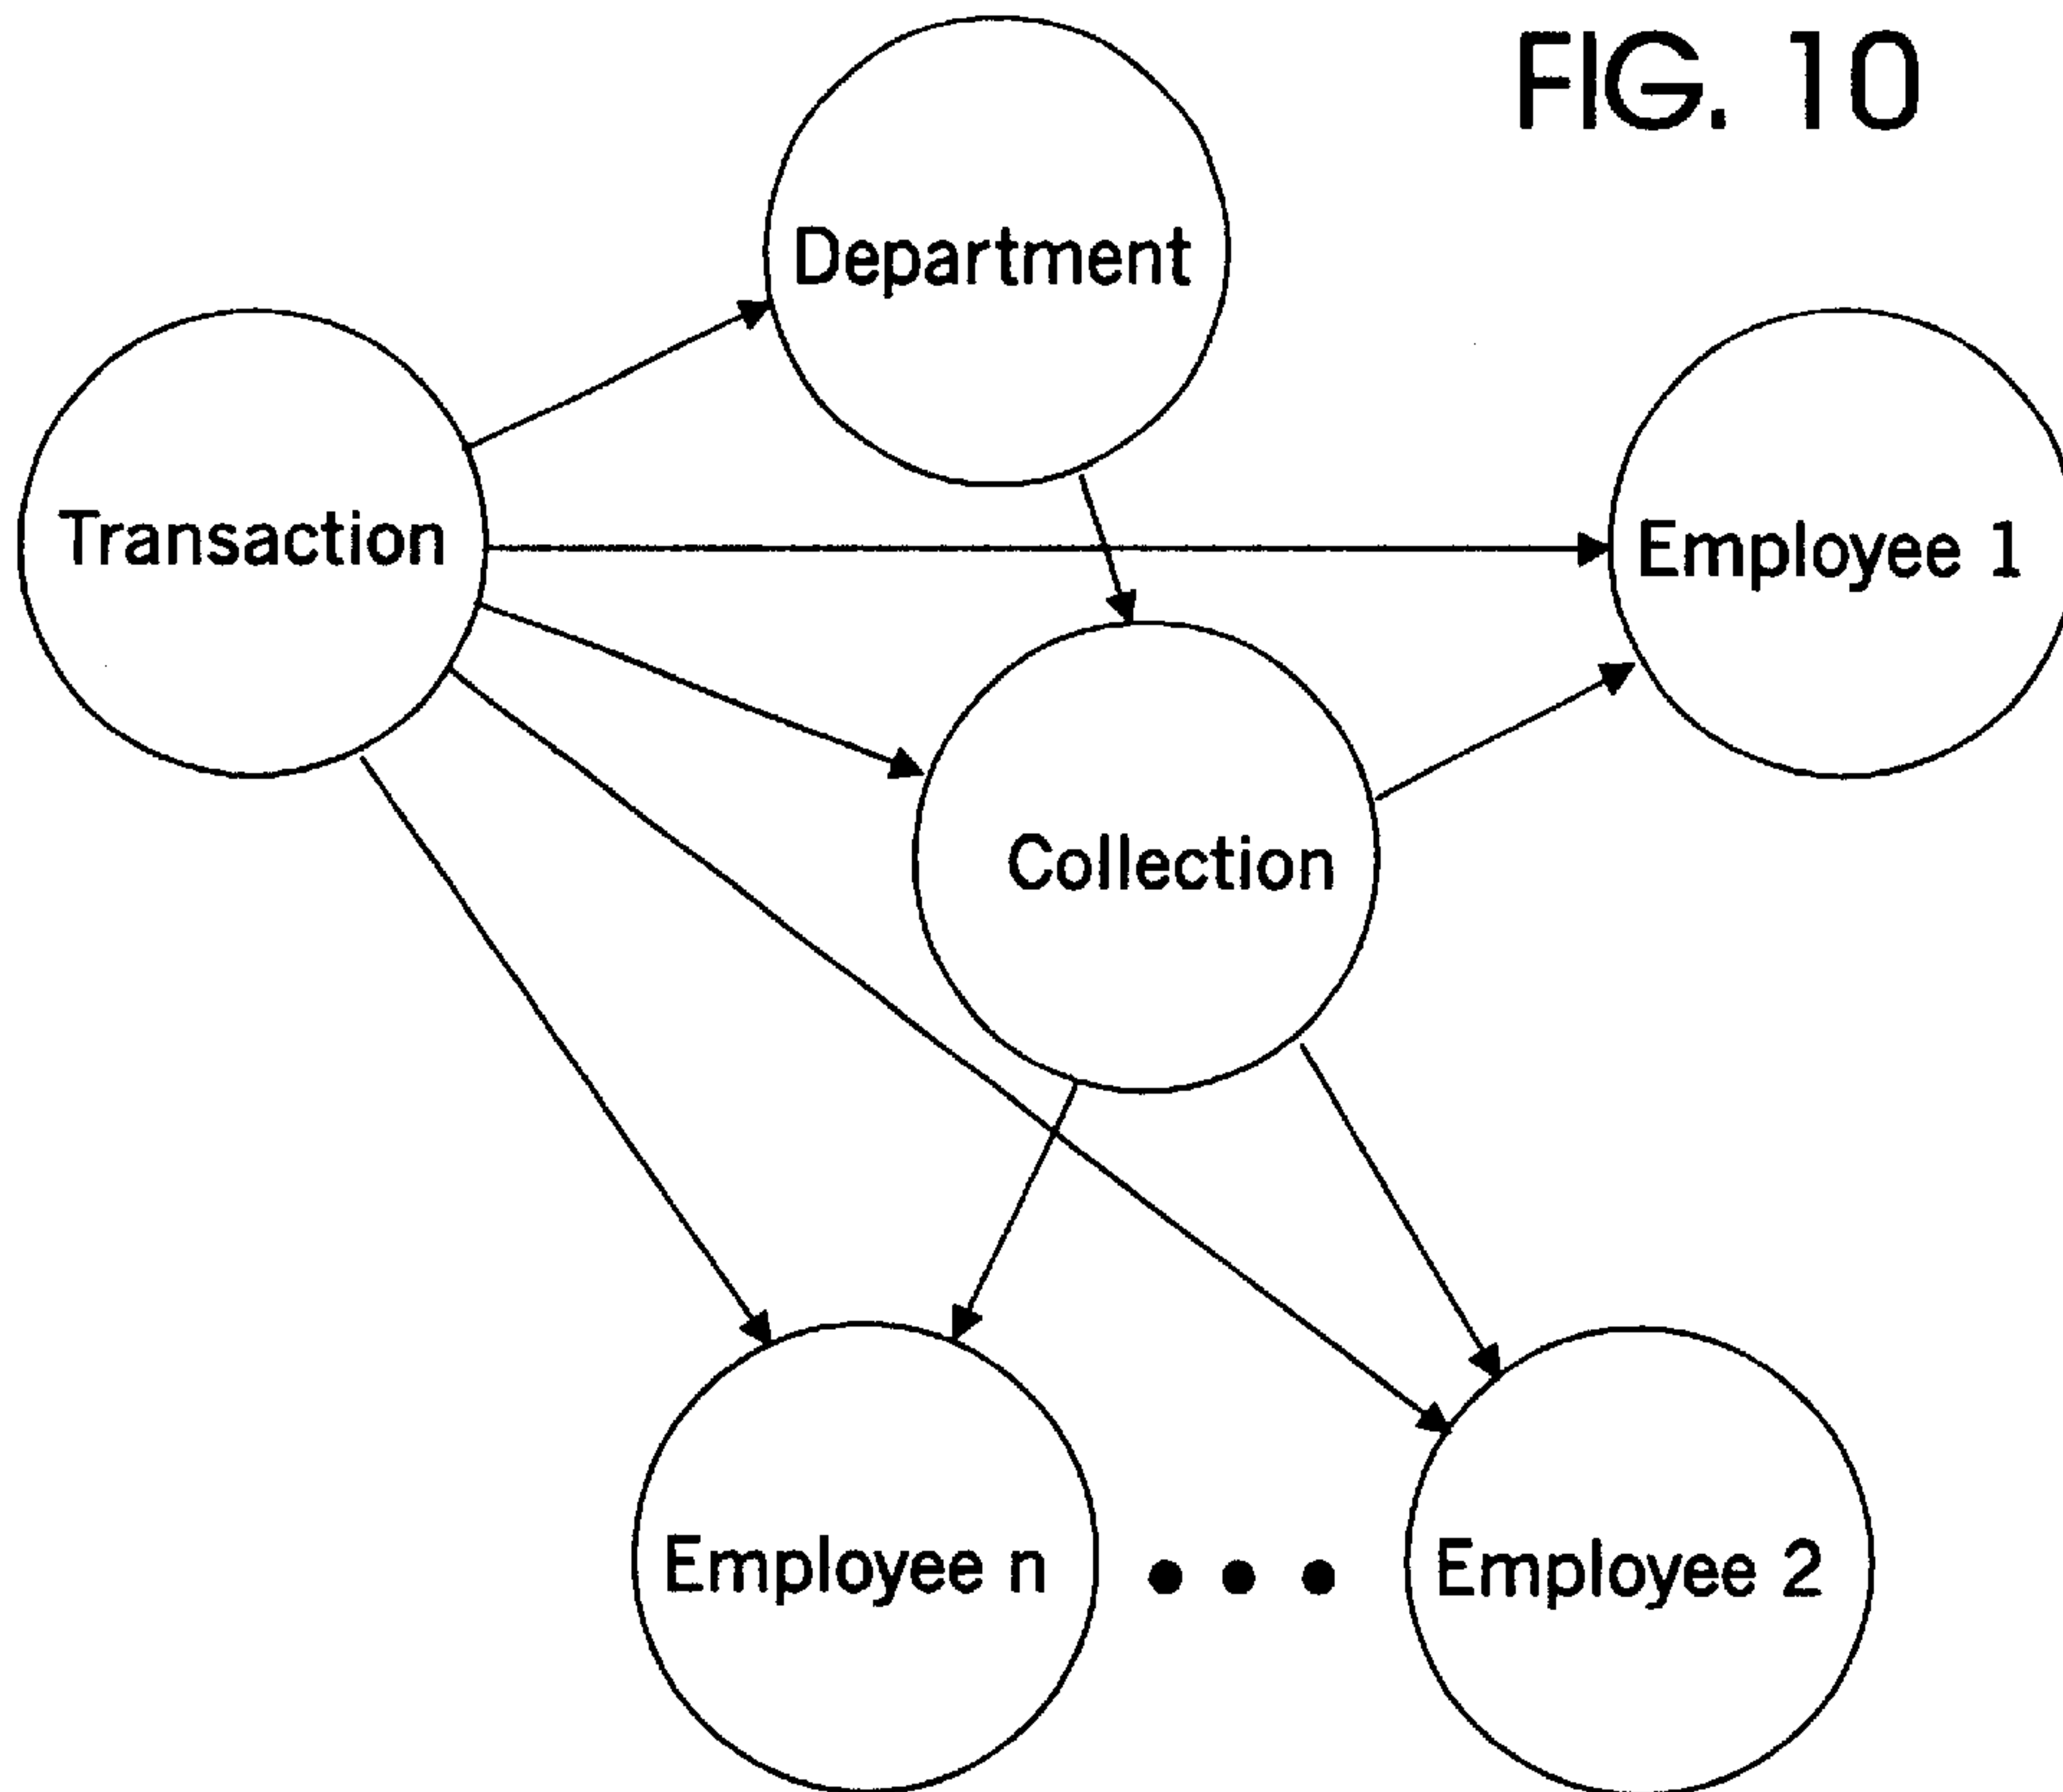 FIG. 10
Department
Transaction
Employee 1
Collection
Employee n
Employee 2